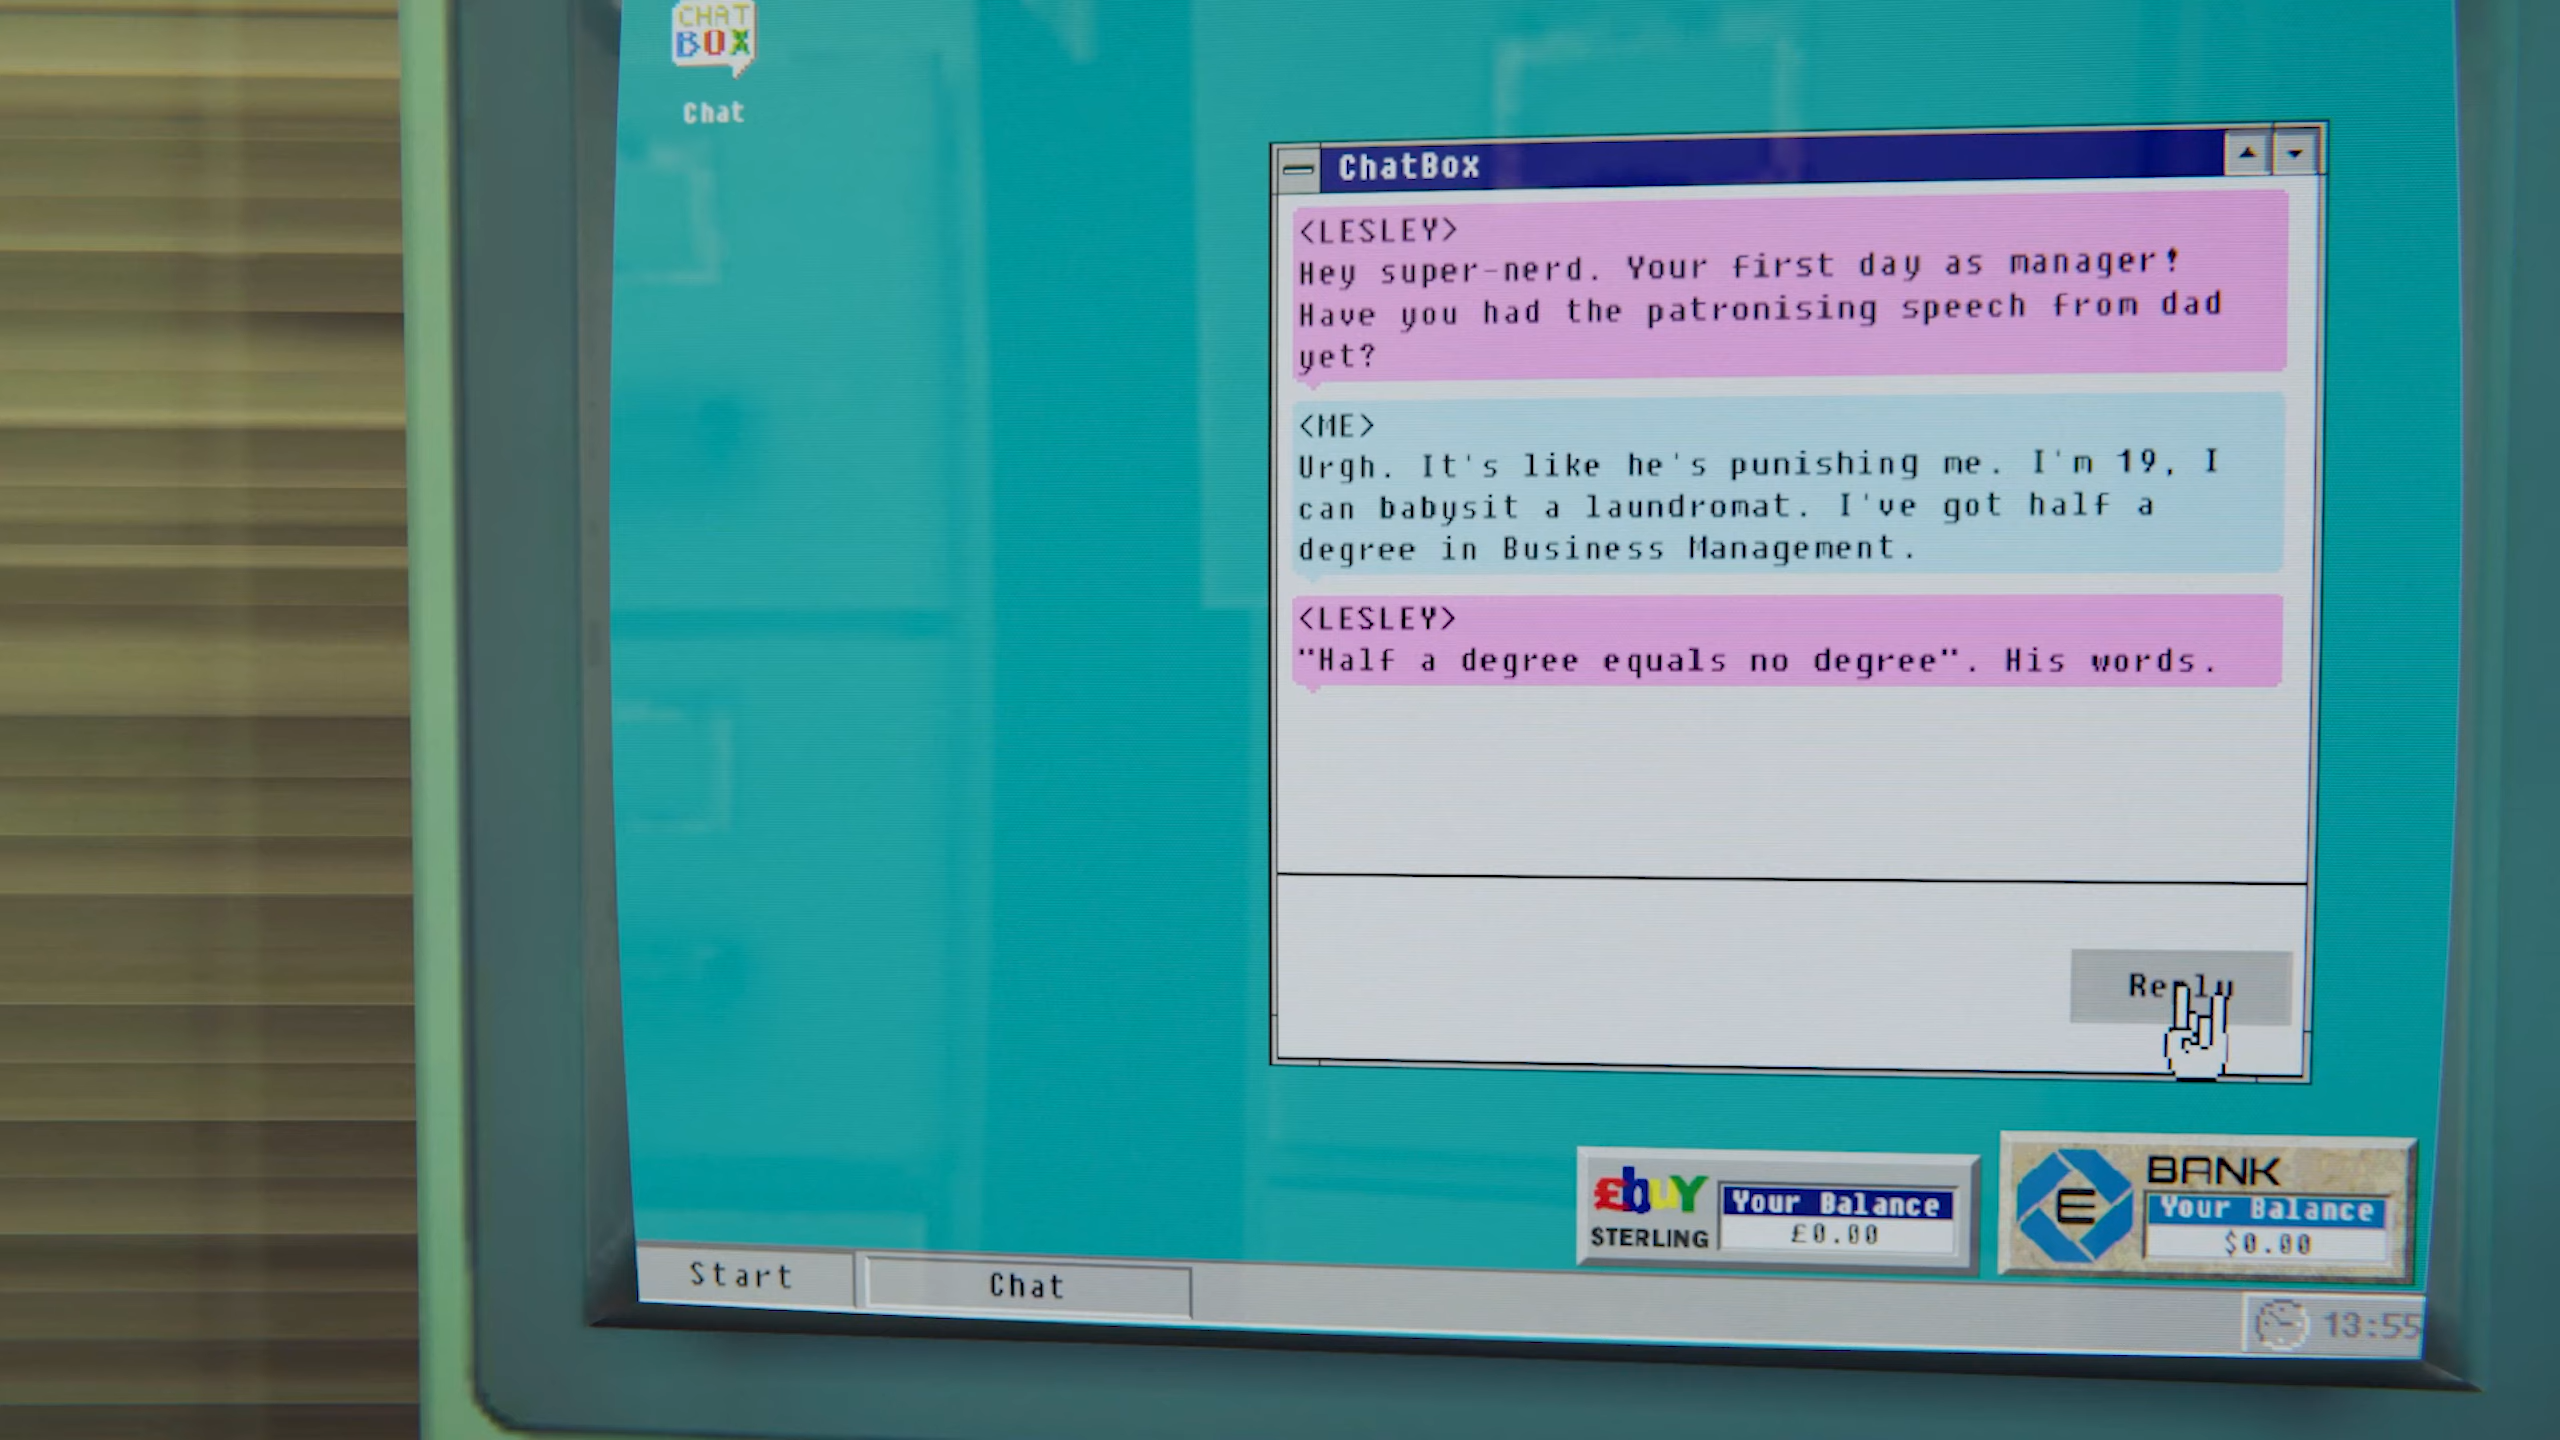 CHAT
BOX
Chat
ChatBox
<LESLEY>
Hey super-nerd. Your first day as manager!
Have you had the patronising speech from dad
yet?
<ME>
Urgh. It's like he's punishing me. I'm 19, I
can babysit a laundromat. I've got half a
degree in Business Management.
<LESLEY>
"Half a degree equals no degree". His words.
Reply
£buY
STERLING
Your Balance
£0.00
E
BANK
Your Balance
$0.00
Start
Chat
13:55